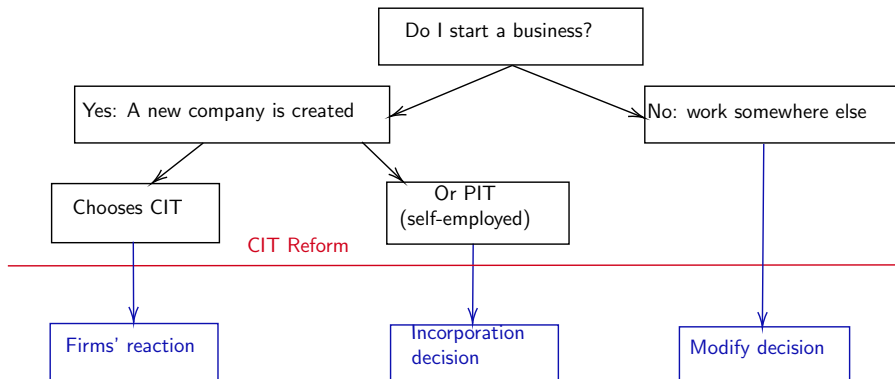 Do I start a business?
Yes: A new company is created
No: work somewhere else
Chooses CIT
Or PIT
(self-employed)
CIT Reform
Firms' reaction
Incorporation
decision
Modify decision